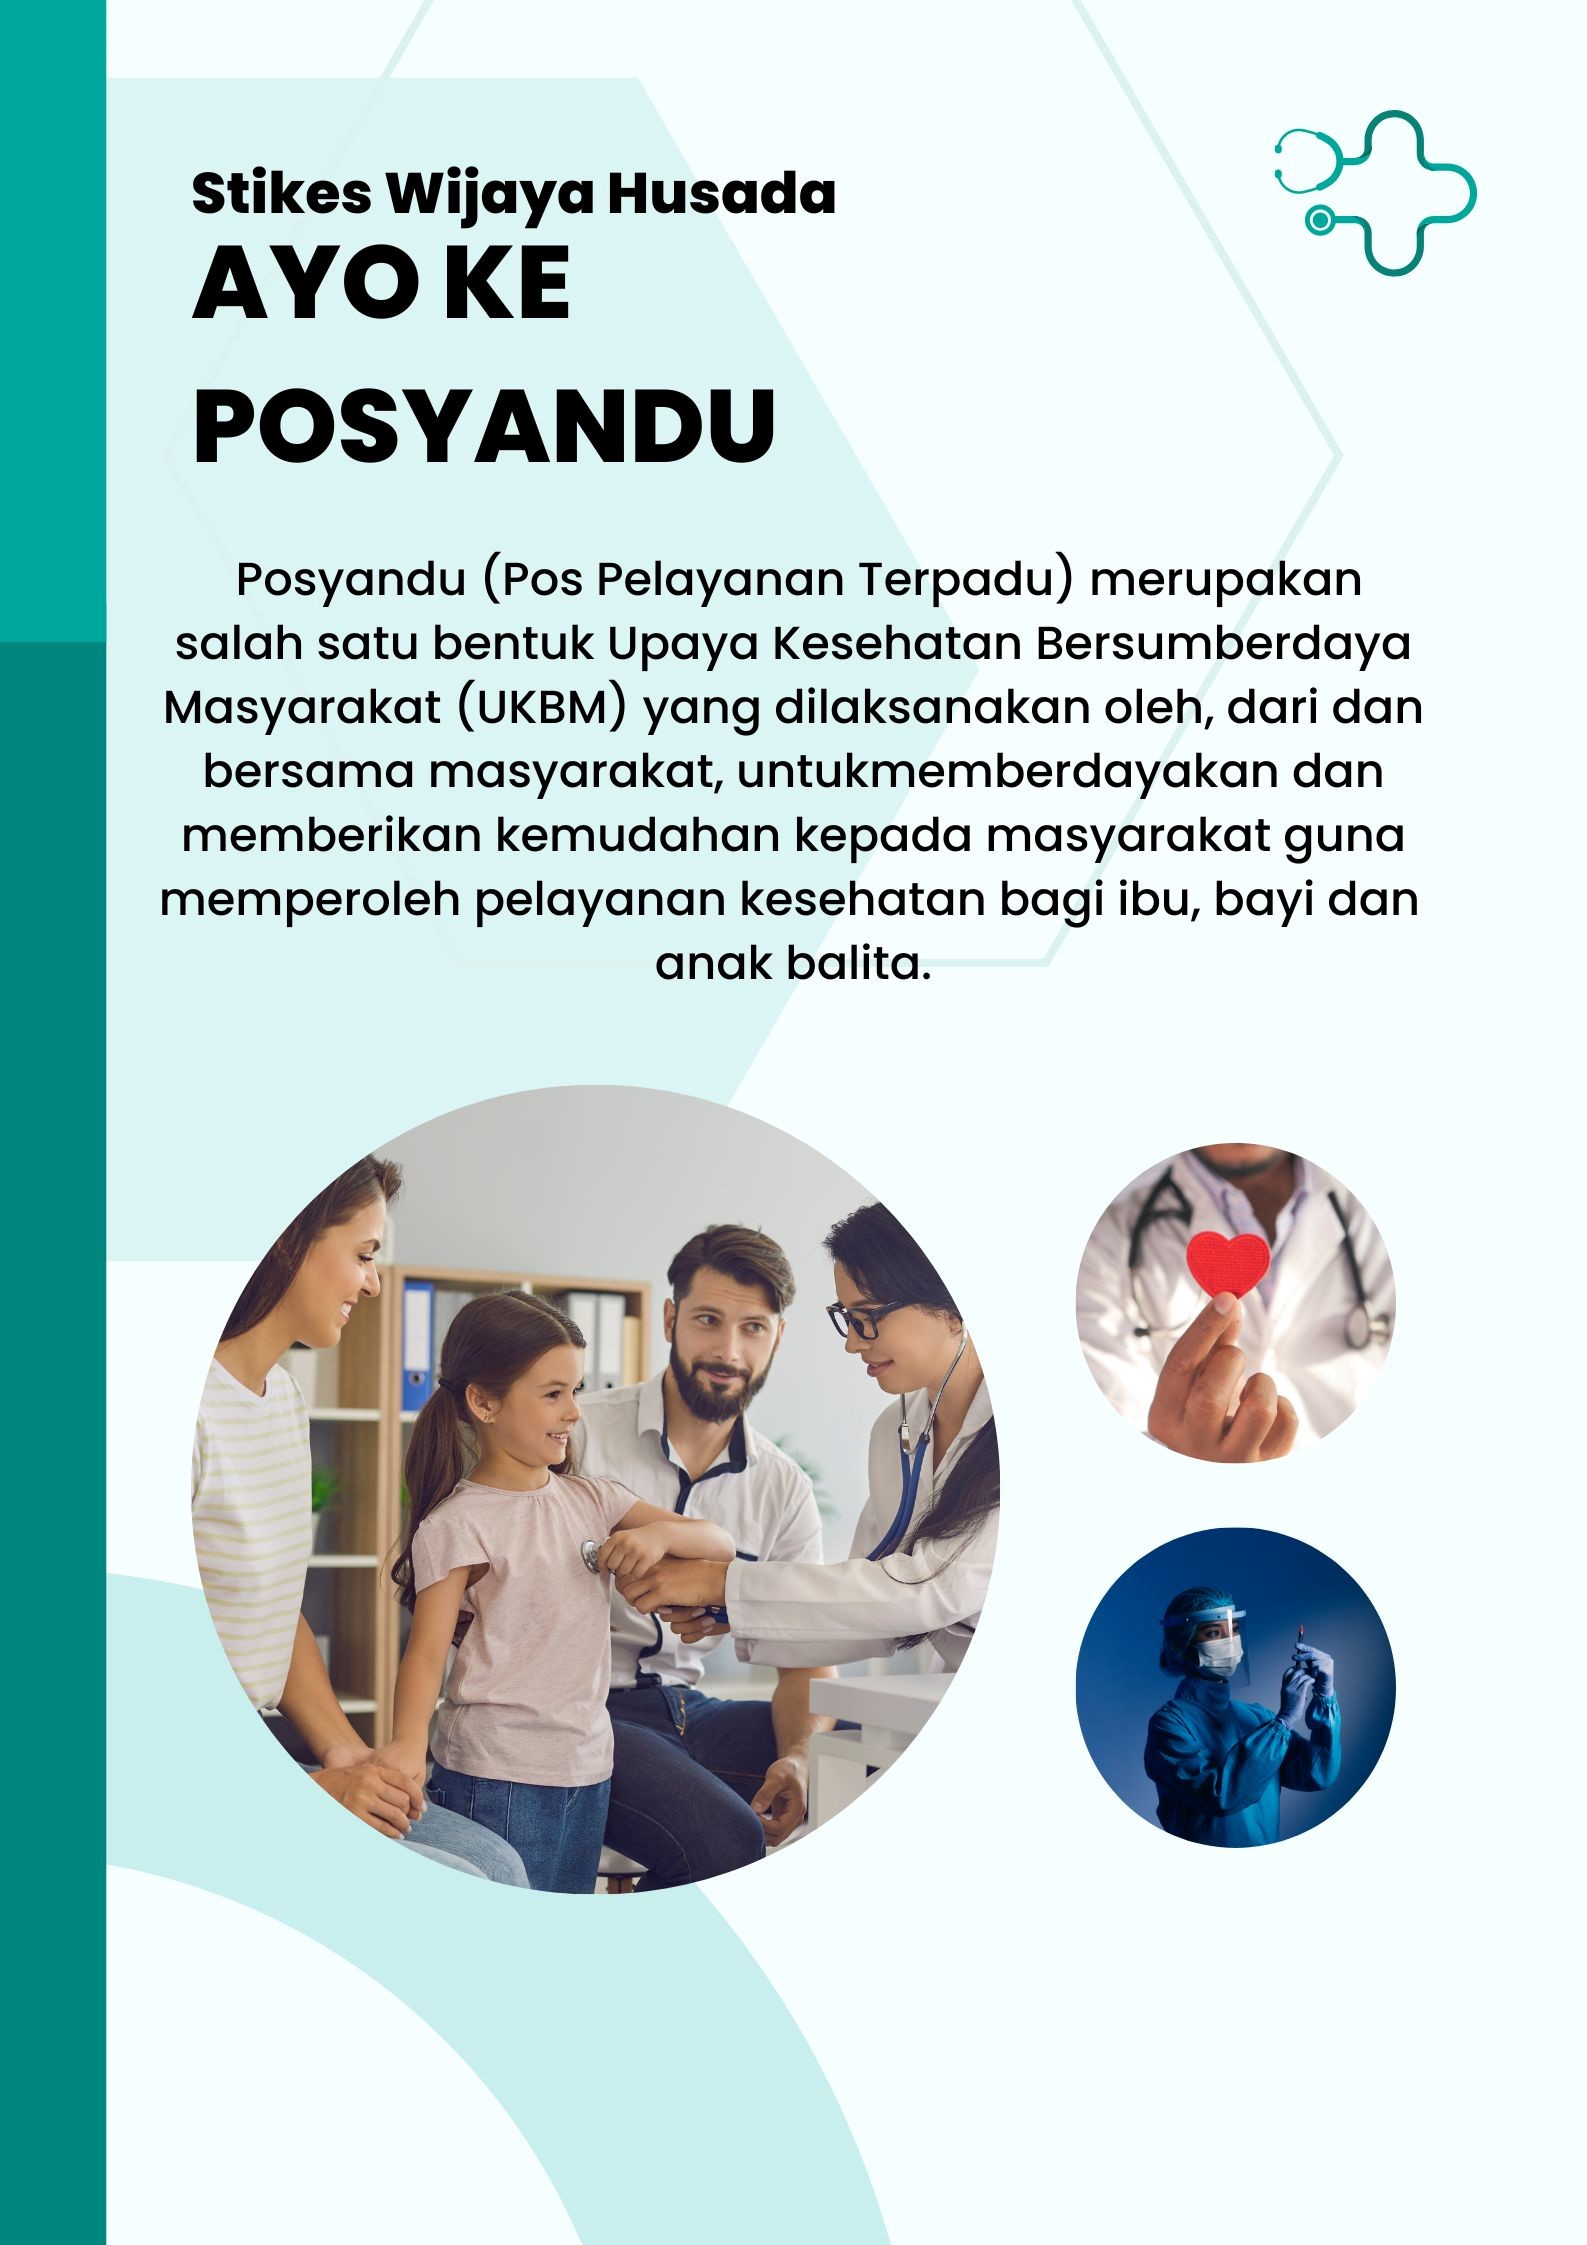 Stikes Wijaya Husada
AYO KE
POSYANDU
Posyandu (Pos Pelayanan Terpadu) merupakan
salah satu bentuk Upaya Kesehatan Bersumberdaya
Masyarakat (UKBM) yang dilaksanakan oleh, dari dan
bersama masyarakat, untukmemberdayakan dan
memberikan kemudahan kepada masyarakat guna
memperoleh pelayanan kesehatan bagi ibu, bayi dan
anak balita.